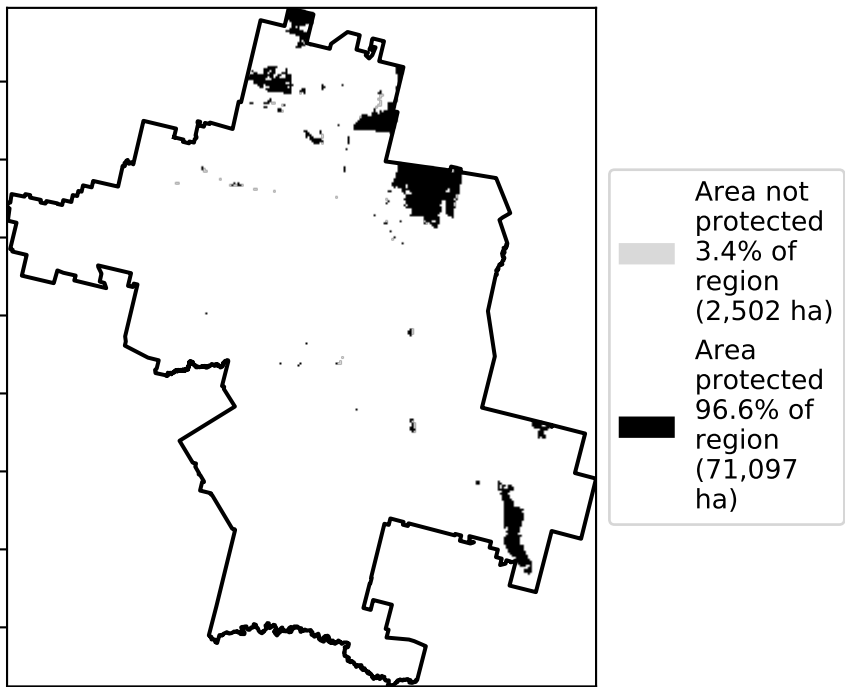 Area not
protected
3.4% of
region
(2,502 ha)
Area
protected
96.6% of
region
(71,097
ha)